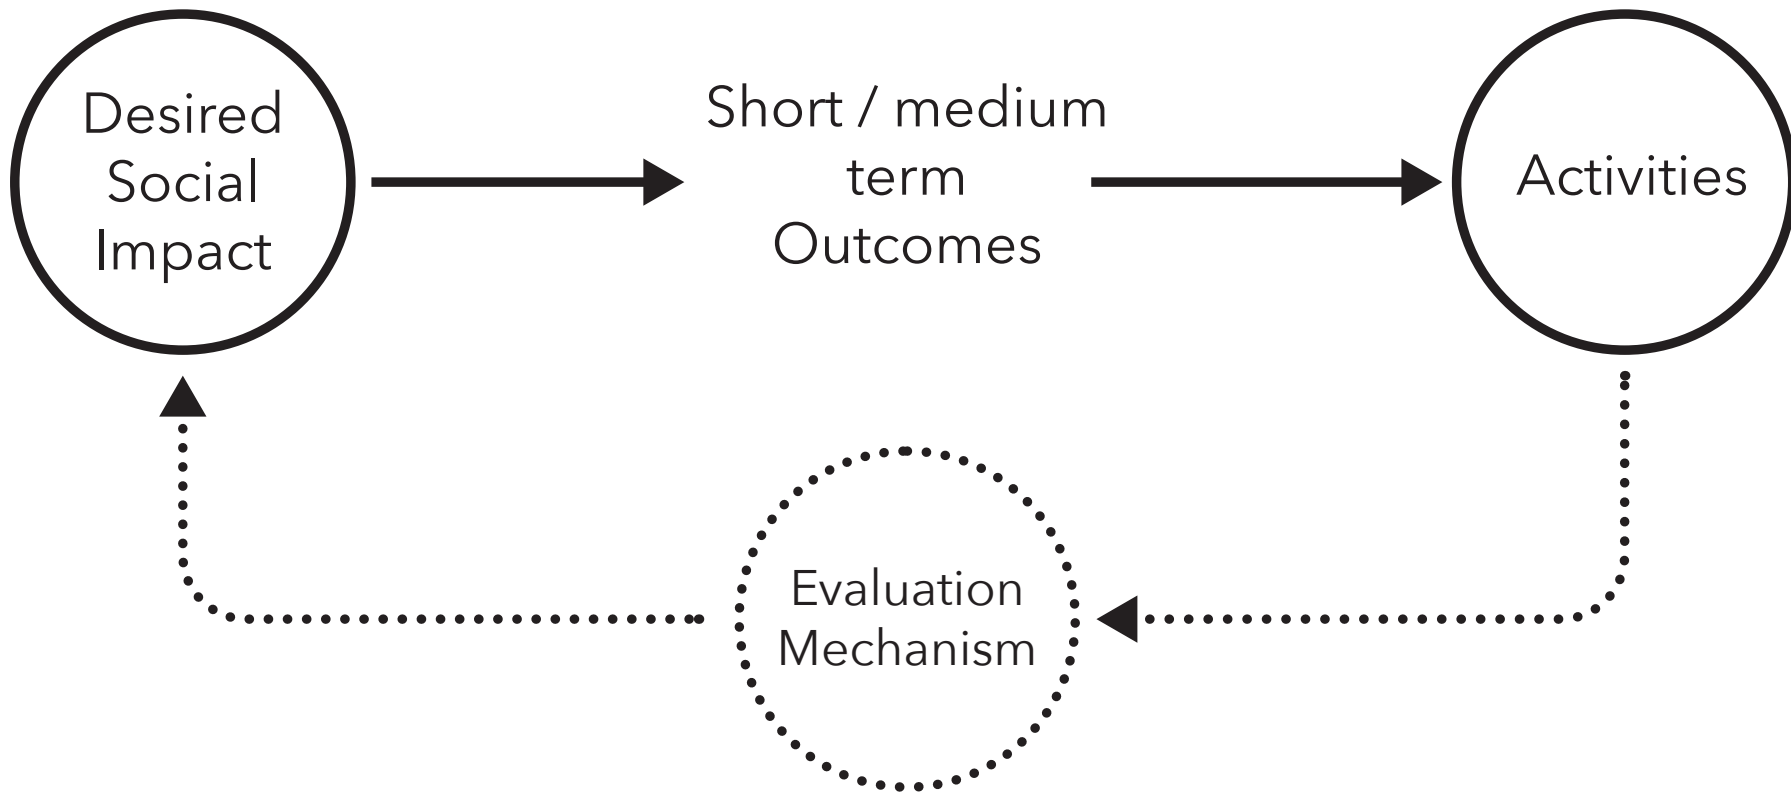 Desired
Social
Impact
Short / medium
term
Outcomes
Activities
Evaluation
Mechanism